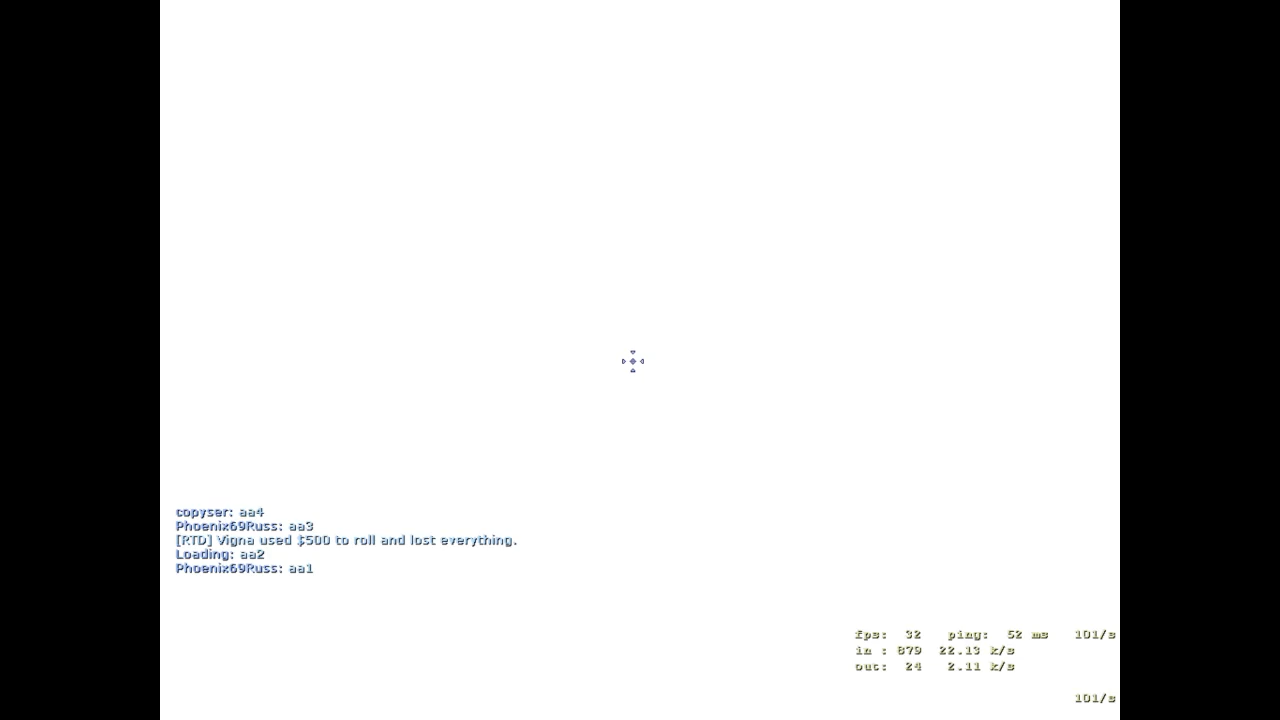 copyser: aa4
Phoenix69Russ: aa3
[RTD] Vigna used $500 to roll and lost everything.
Loading: aa2
Phoenix69Russ: aa1
fps: 32 ping: 52 ms 101/s
in : 879 22.13 k/s
out: 24 2.11 k/s
101/s